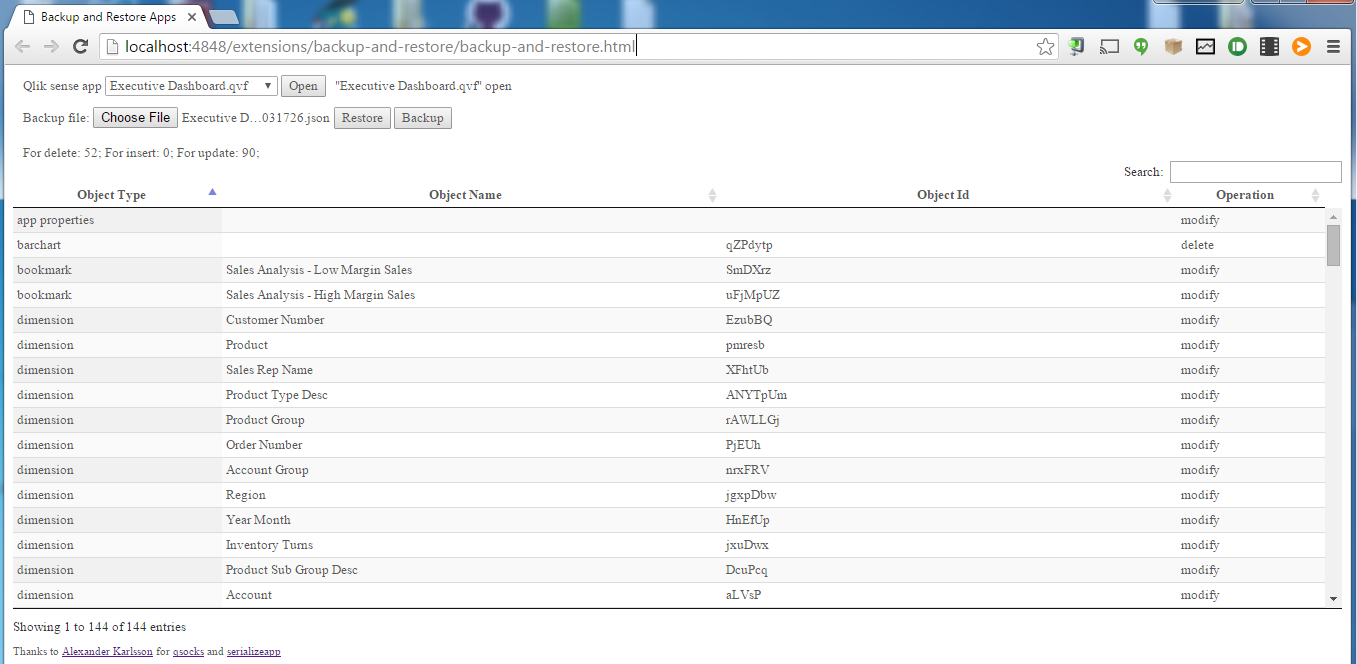 Backup and Restore Apps
localhost:4848/extensions/backup-and-restore/backup-and-restore.html
Qlik sense app Executive Dashboard.qvf Open "Executive Dashboard.qvf" open
Backup file: Choose File Executive D...031726.json Restore Backup
For delete: 52; For insert: 0; For update: 90;
Search:
Object Type Object Name Object Id Operation
app properties modify
barchart qZPdytp delete
bookmark Sales Analysis - Low Margin Sales SmDXrz modify
bookmark Sales Analysis - High Margin Sales uFjMpUZ modify
dimension Customer Number EzubBQ modify
dimension Product pmresb modify
dimension Sales Rep Name XFhtUb modify
dimension Product Type Desc ANYTpUm modify
dimension Product Group rAWLLGj modify
dimension Order Number PjEUh modify
dimension Account Group nrxFRV modify
dimension Region jgxpDbw modify
dimension Year Month HnEfUp modify
dimension Inventory Turns jxuDwx modify
dimension Product Sub Group Desc DcuPcq modify
dimension Account aLVsP modify
Showing 1 to 144 of 144 entries
Thanks to Alexander Karlsson for qsocks and serializeapp